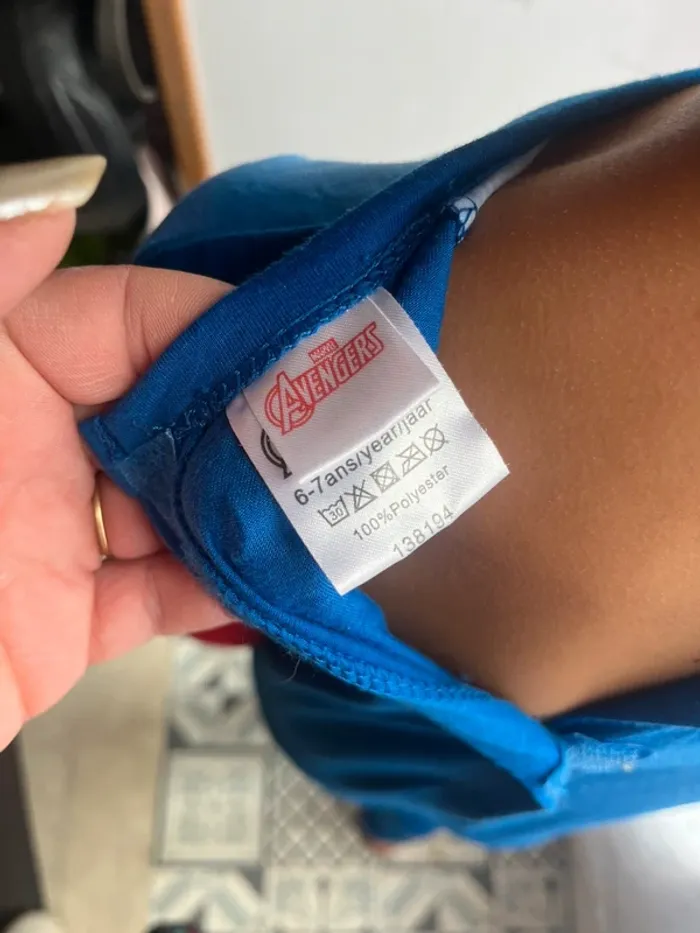 MARVEL
AVENGERS
6-7ans/year/jaar
30
100%Polyester
138194